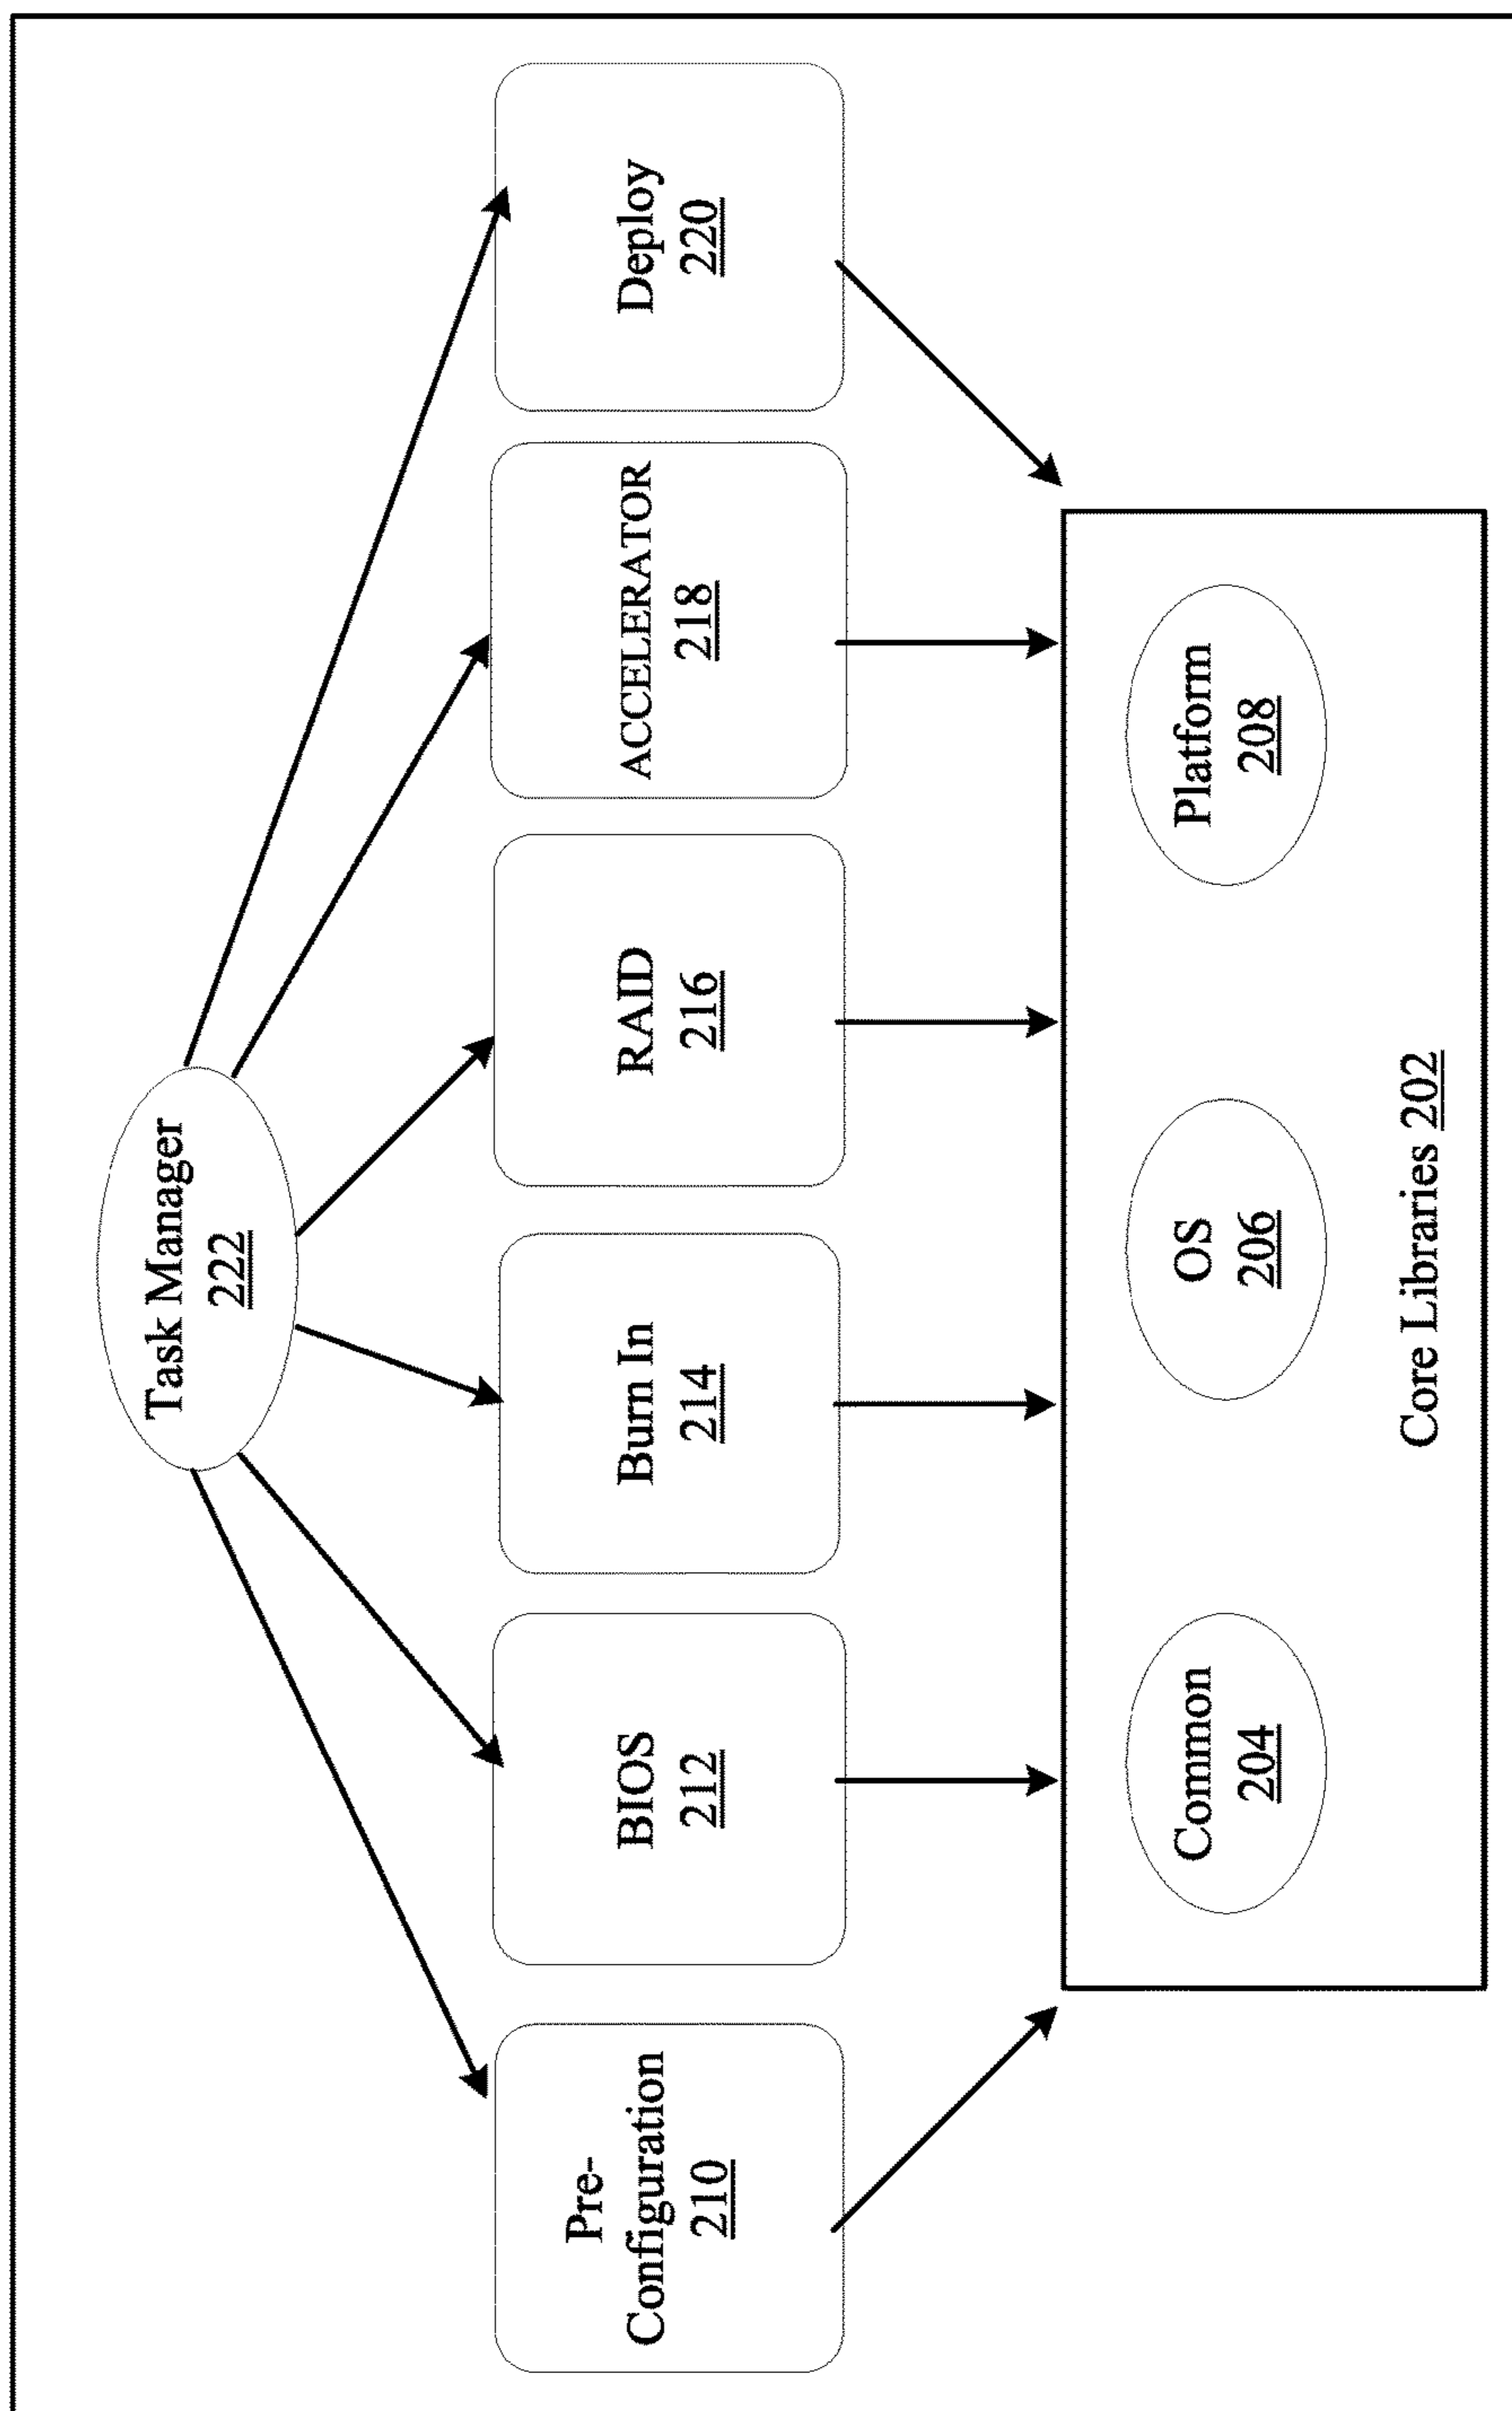 Task Manager
222
Pre-
Configuration
210
BIOS
212
Burn In
214
RAID
216
ACCELERATOR
218
Deploy
220
Common
204
OS
206
Platform
208
Core Libraries 202